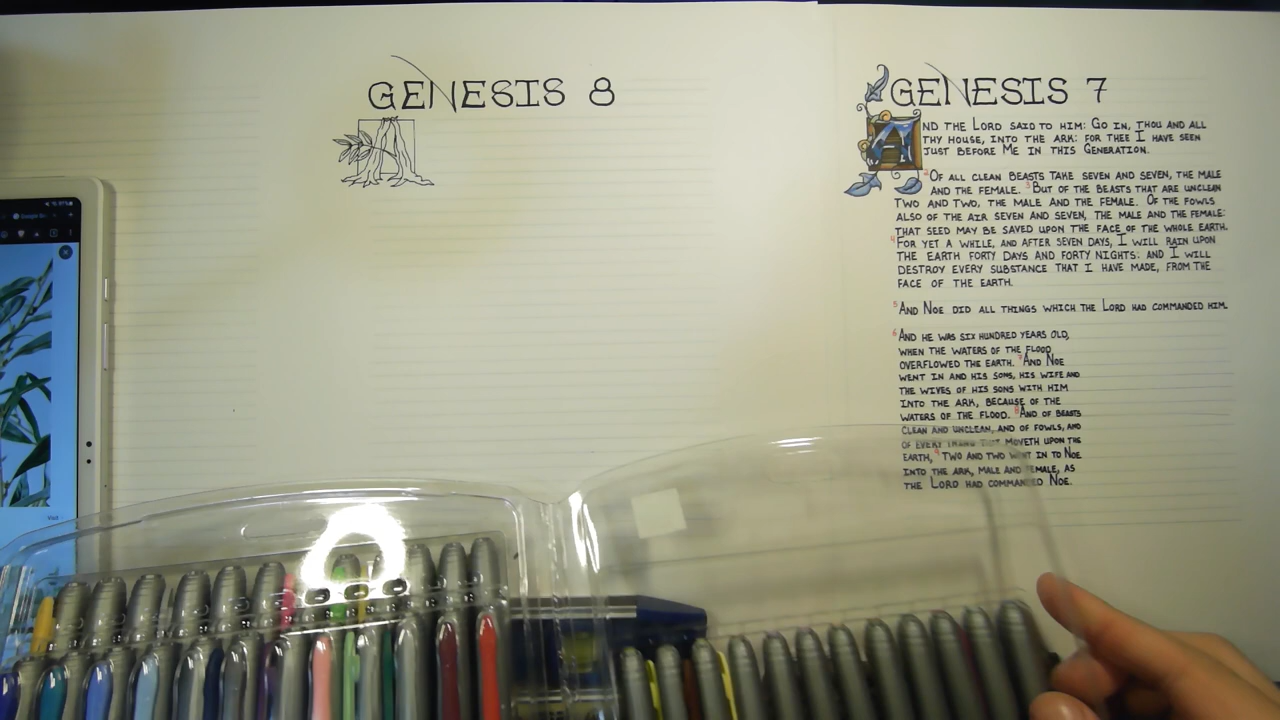 GENESIS 8
GENESIS 7
AND THE LORD SAID TO HIM: GO IN, THOU AND ALL
THY HOUSE, INTO THE ARK: FOR THEE I HAVE SEEN
JUST BEFORE ME IN THIS GENERATION.
2 OF ALL CLEAN BEASTS TAKE SEVEN AND SEVEN, THE MALE
AND THE FEMALE. 3 BUT OF THE BEASTS THAT ARE UNCLEAN
TWO AND TWO, THE MALE AND THE FEMALE. OF THE FOWLS
ALSO OF THE AIR SEVEN AND SEVEN, THE MALE AND THE FEMALE:
THAT SEED MAY BE SAVED UPON THE FACE OF THE WHOLE EARTH.
4 FOR YET A WHILE, AND AFTER SEVEN DAYS, I WILL RAIN UPON
THE EARTH FORTY DAYS AND FORTY NIGHTS: AND I WILL
DESTROY EVERY SUBSTANCE THAT I HAVE MADE, FROM THE
FACE OF THE EARTH.
5 AND NOE DID ALL THINGS WHICH THE LORD HAD COMMANDED HIM.
6 AND HE WAS SIX HUNDRED YEARS OLD,
WHEN THE WATERS OF THE FLOOD
OVERFLOWED THE EARTH. 7 AND NOE
WENT IN AND HIS SONS, HIS WIFE AND
THE WIVES OF HIS SONS WITH HIM
INTO THE ARK, BECAUSE OF THE
WATERS OF THE FLOOD. 8 AND OF BEASTS
CLEAN AND UNCLEAN, AND OF FOWLS, AND
OF EVERY THING THAT MOVETH UPON THE
EARTH, 9 TWO AND TWO WENT IN TO NOE
INTO THE ARK, MALE AND FEMALE, AS
THE LORD HAD COMMANDED NOE.
Visit